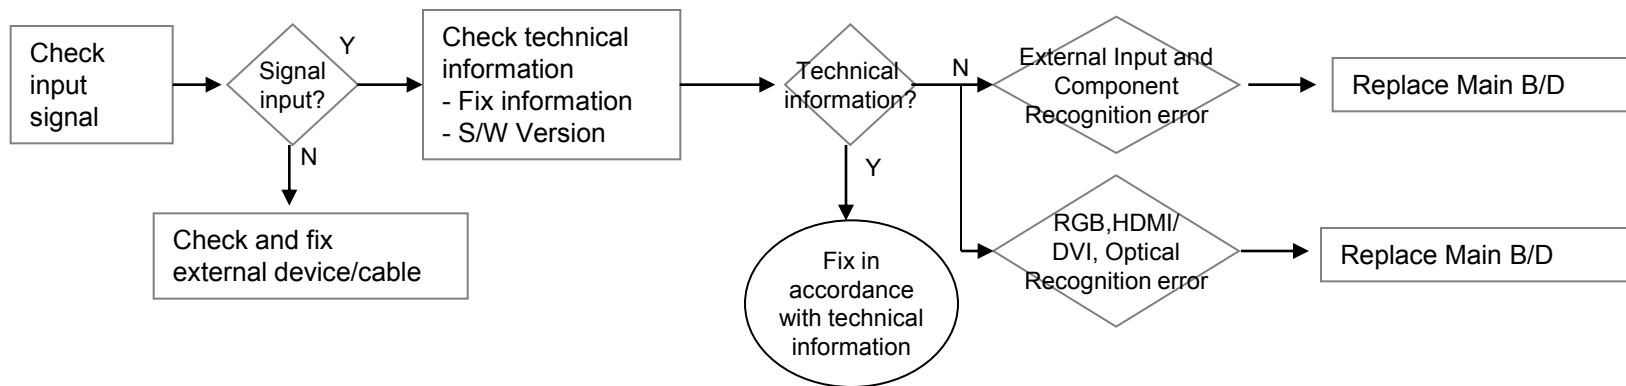 Check
input
signal
Signal
input?
Y
N
Check and fix
external device/cable
Check technical
information
- Fix information
- S/W Version
Technical
information?
N
Y
Fix in
accordance
with technical
information
External Input and
Component
Recognition error
Replace Main B/D
RGB,HDMI/
DVI, Optical
Recognition error
Replace Main B/D